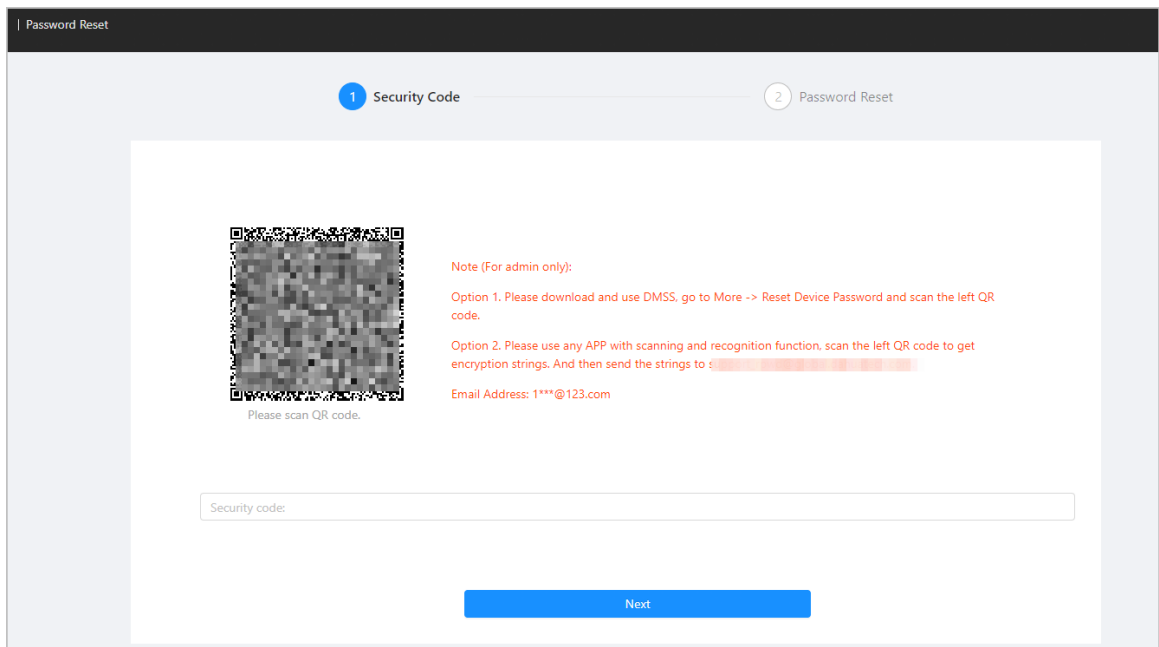 Password Reset
1 Security Code
2 Password Reset
Note (For admin only):
Option 1. Please download and use DMSS, go to More -> Reset Device Password and scan the left QR
code.
Option 2. Please use any APP with scanning and recognition function, scan the left QR code to get
encryption strings. And then send the strings to
Email Address: 1***@123.com
Please scan QR code.
Security code:
Next